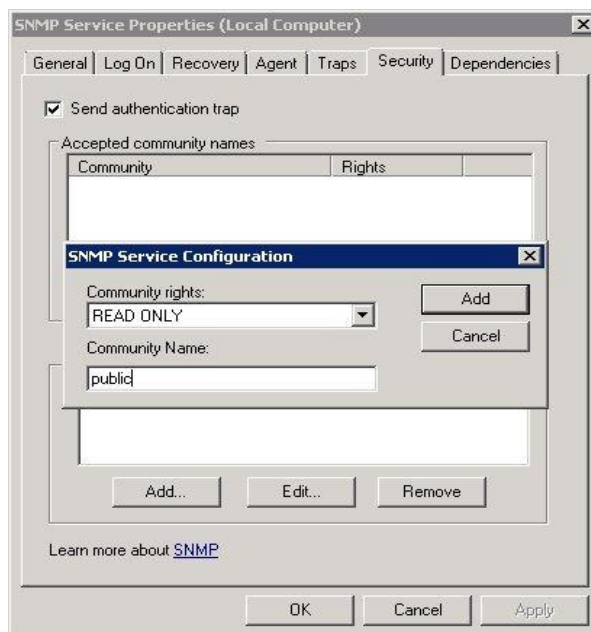 SNMP Service Properties (Local Computer)
General Log On Recovery Agent Traps Security Dependencies
Send authentication trap
Accepted community names
Community Rights
SNMP Service Configuration
Community rights:
READ ONLY
Add
Cancel
Community Name:
public
Add... Edit... Remove
Learn more about SNMP
OK Cancel Apply